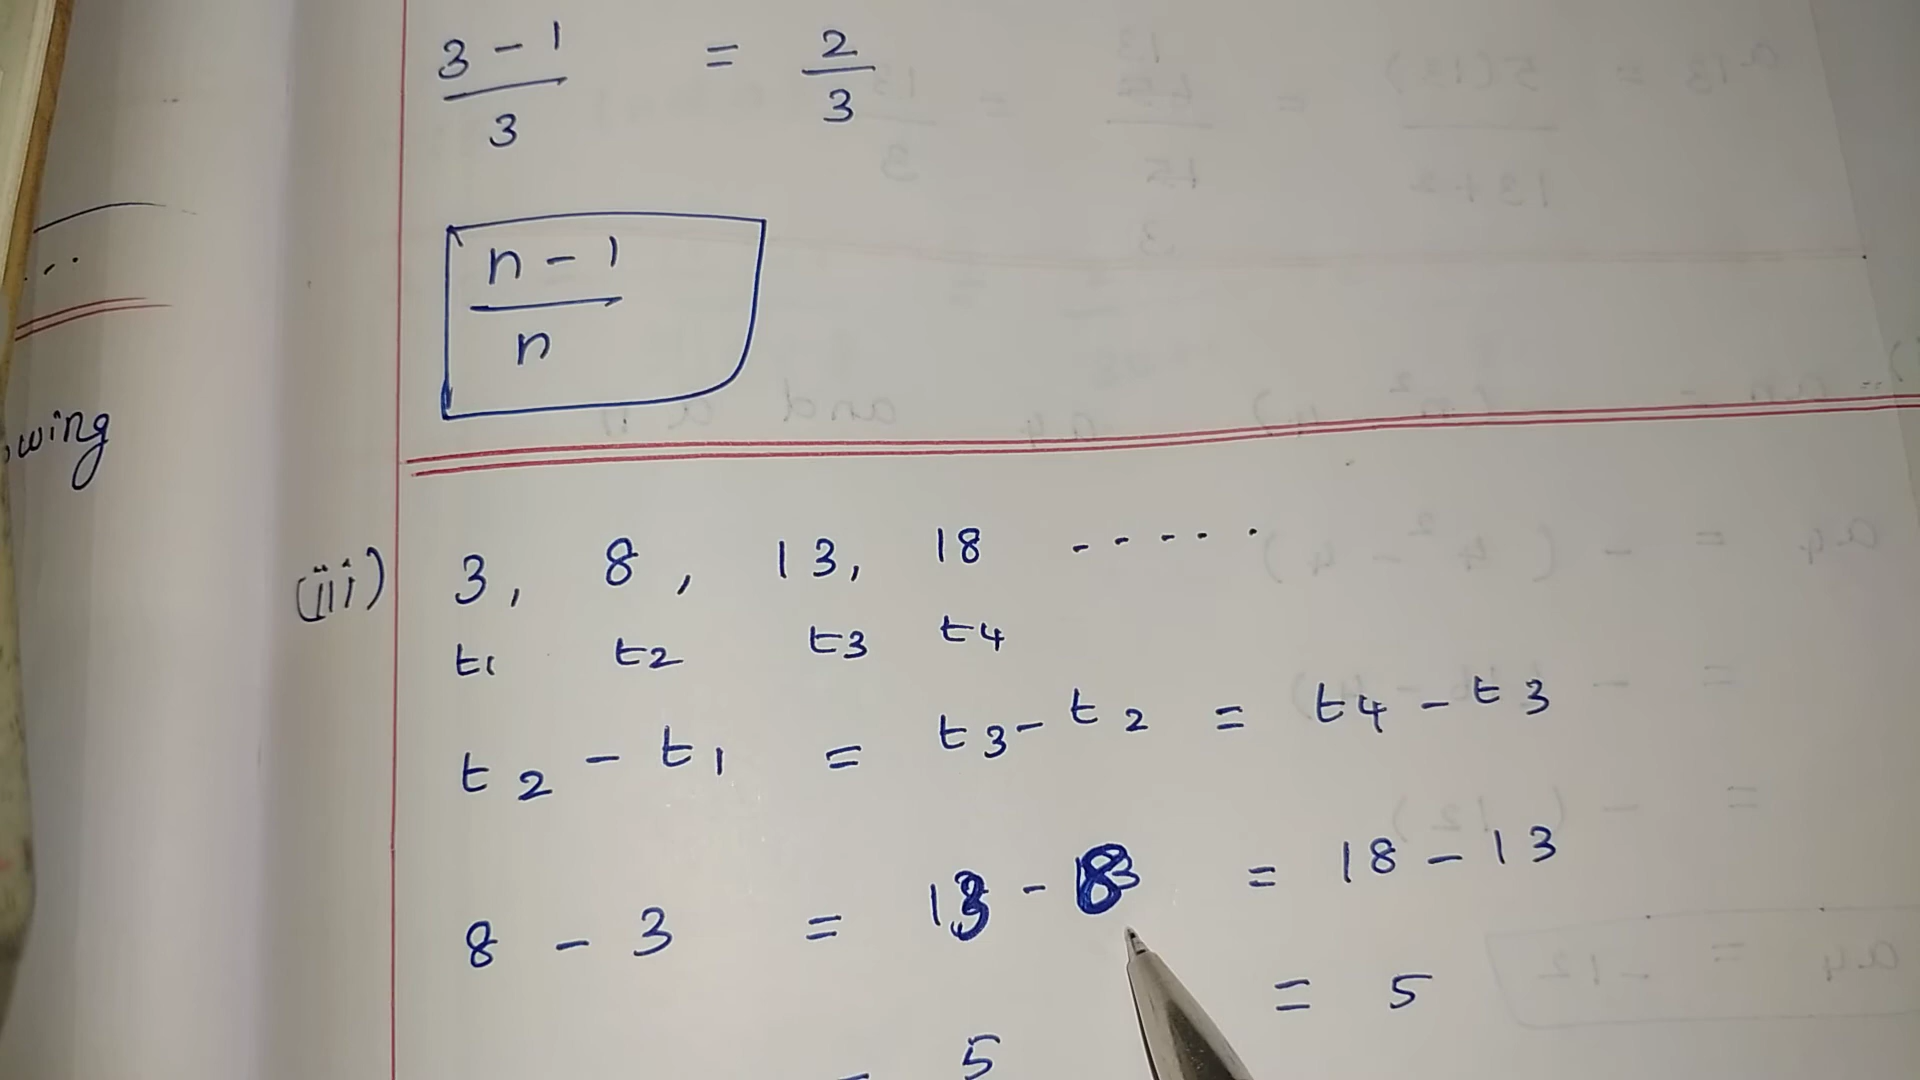 3 - 1 / 3 = 2 / 3
n - 1 / n
...
owing
(iii) 3, 8, 13, 18 ......
t1 t2 t3 t4
t2 - t1 = t3 - t2 = t4 - t3
8 - 3 = 13 - 8 = 18 - 13
= 5
= 5